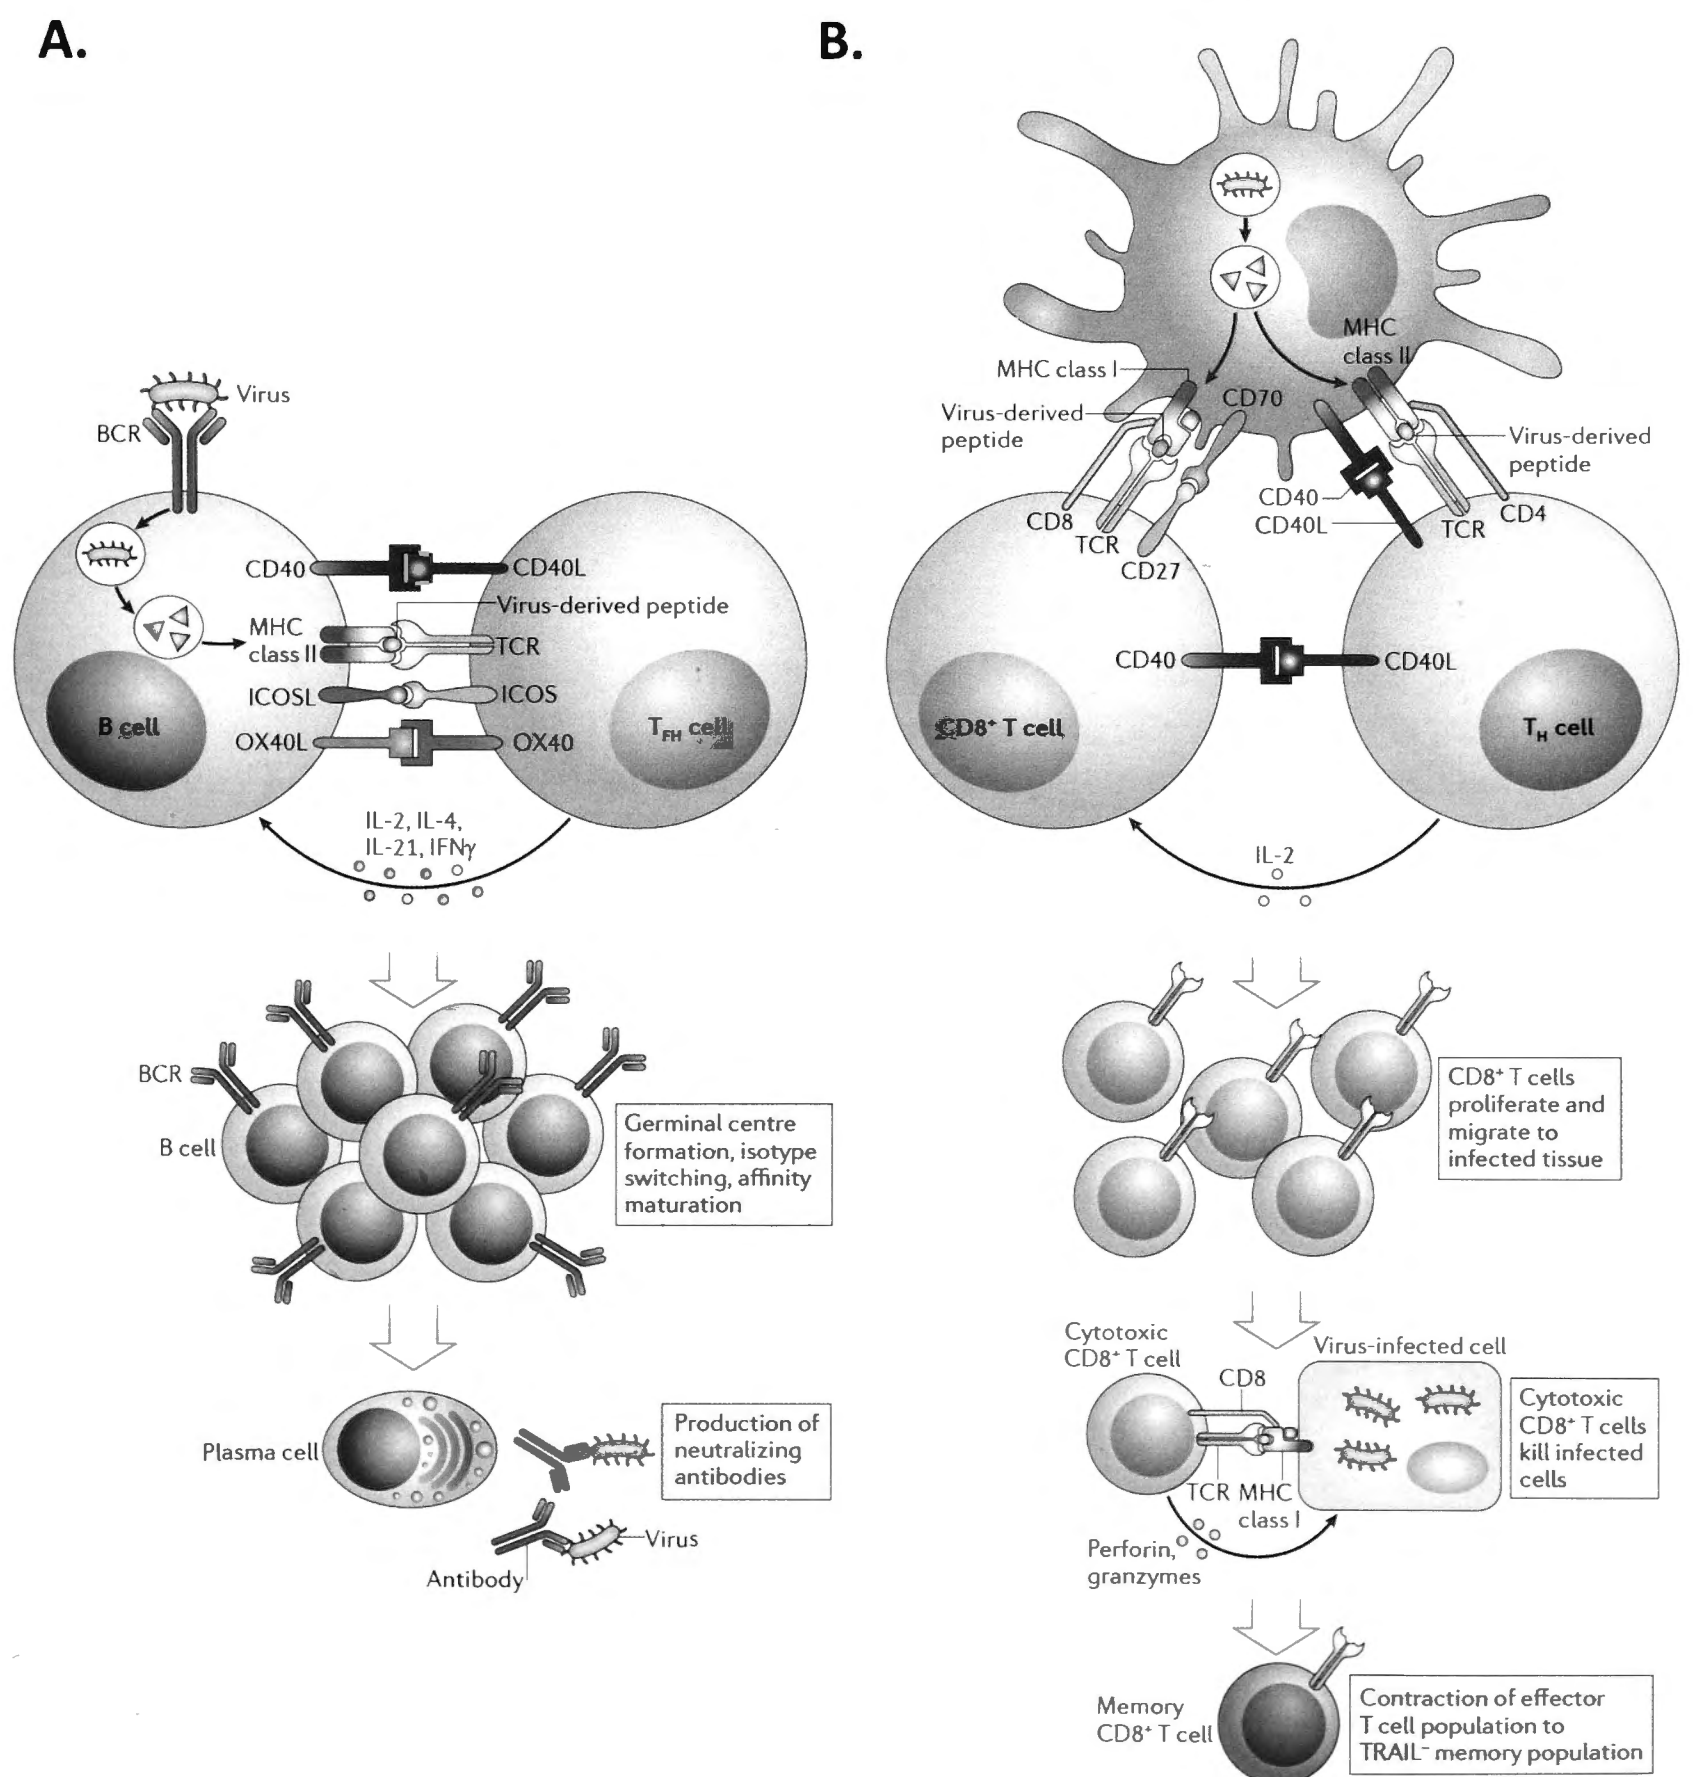 A.
Virus
BCR
CD40
CD40L
Virus-derived peptide
MHC
class II
TCR
ICOSL
ICOS
OX40L
OX40
B cell
TFH cell
IL-2, IL-4,
IL-21, IFNγ
BCR
B cell
Germinal centre
formation, isotype
switching, affinity
maturation
Plasma cell
Production of
neutralizing
antibodies
Virus
Antibody
B.
MHC
class II
MHC class I
CD70
Virus-derived
peptide
Virus-derived
peptide
CD8
TCR
CD27
CD40
CD40L
TCR
CD4
CD40
CD40L
CD8⁺ T cell
TH cell
IL-2
CD8⁺ T cells
proliferate and
migrate to
infected tissue
Cytotoxic
CD8⁺ T cell
Virus-infected cell
CD8
TCR
MHC
class I
Cytotoxic
CD8⁺ T cells
kill infected
cells
Perforin,
granzymes
Memory
CD8⁺ T cell
Contraction of effector
T cell population to
TRAIL⁻ memory population